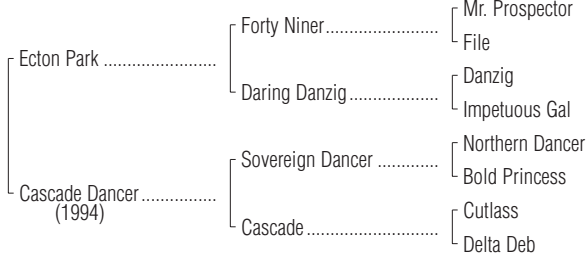 Mr. Prospector
Forty Niner........................
File
Ecton Park ........................
Danzig
Daring Danzig...................
Impetuous Gal
Northern Dancer
Sovereign Dancer .............
Bold Princess
Cascade Dancer................
(1994)
Cutlass
Cascade............................
Delta Deb